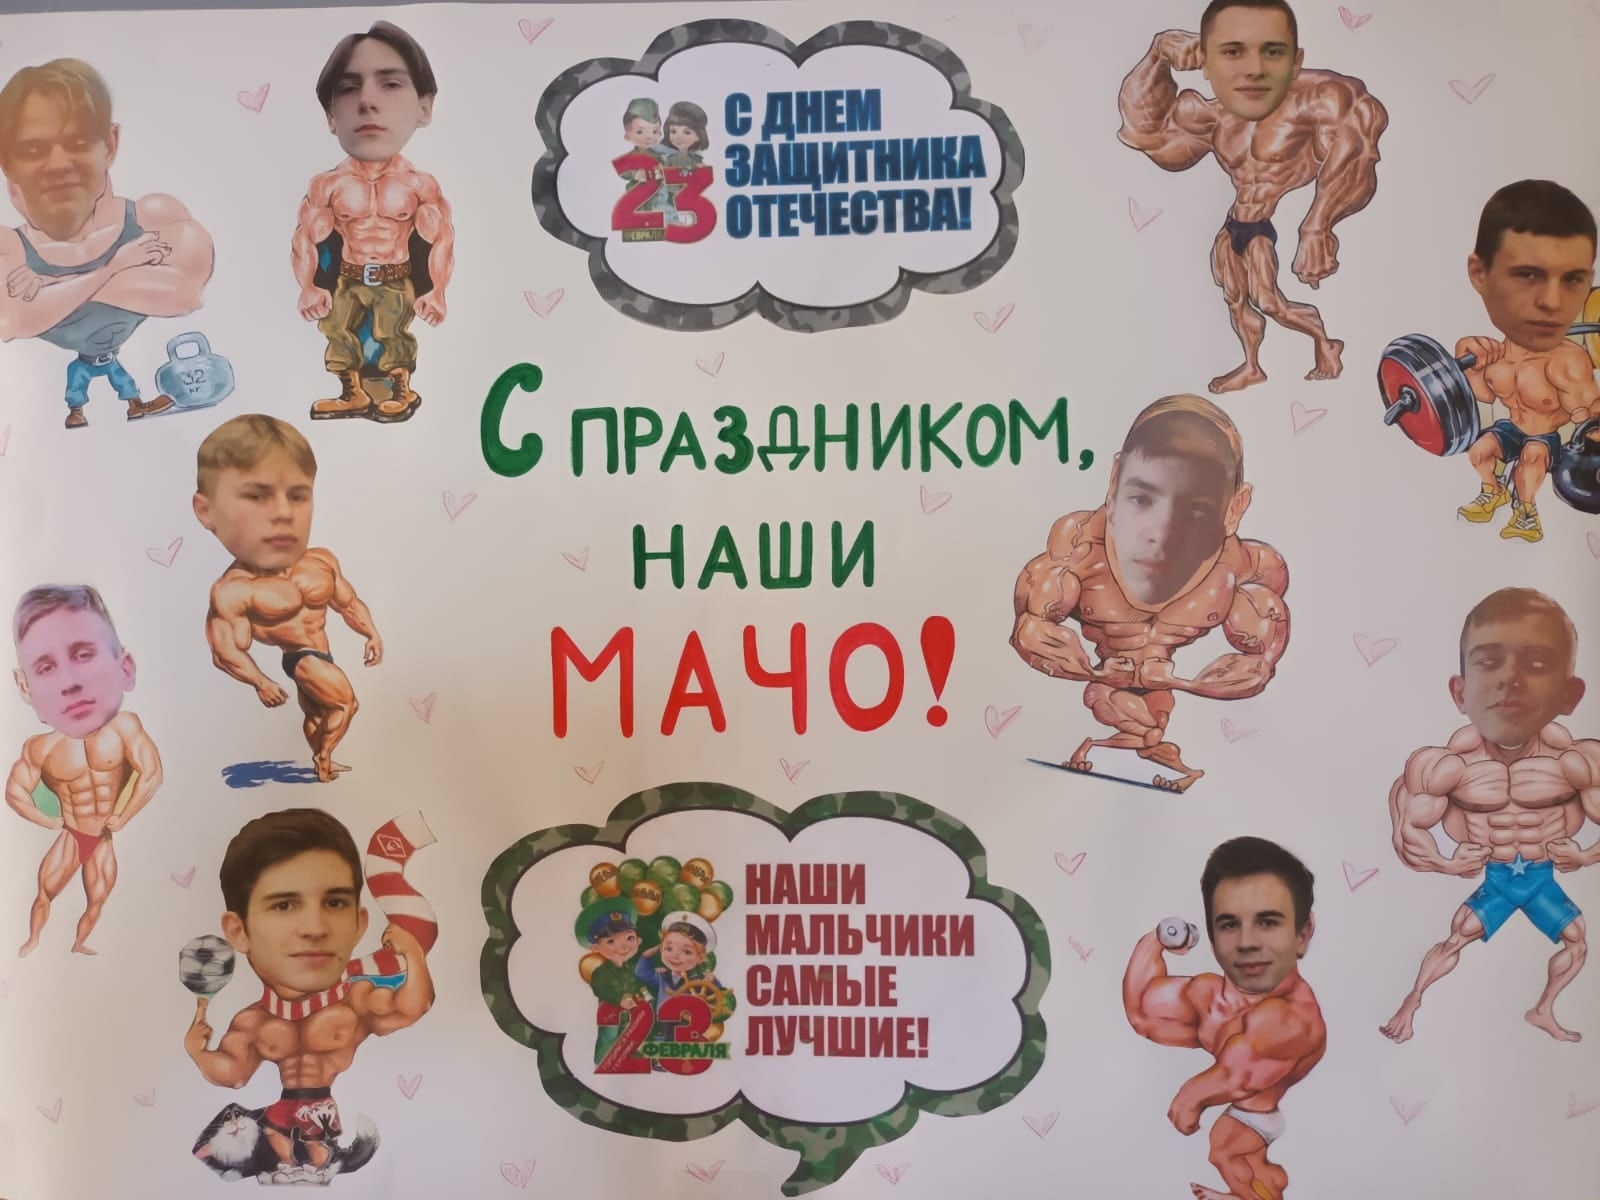 С ДНЕМ
ЗАЩИТНИКА
ОТЕЧЕСТВА!
23
ФЕВРАЛЯ
32
КГ.
С ПРАЗДНИКОМ,
НАШИ
МАЧО!
НАШИ
МАЛЬЧИКИ
САМЫЕ
ЛУЧШИЕ!
23
ФЕВРАЛЯ